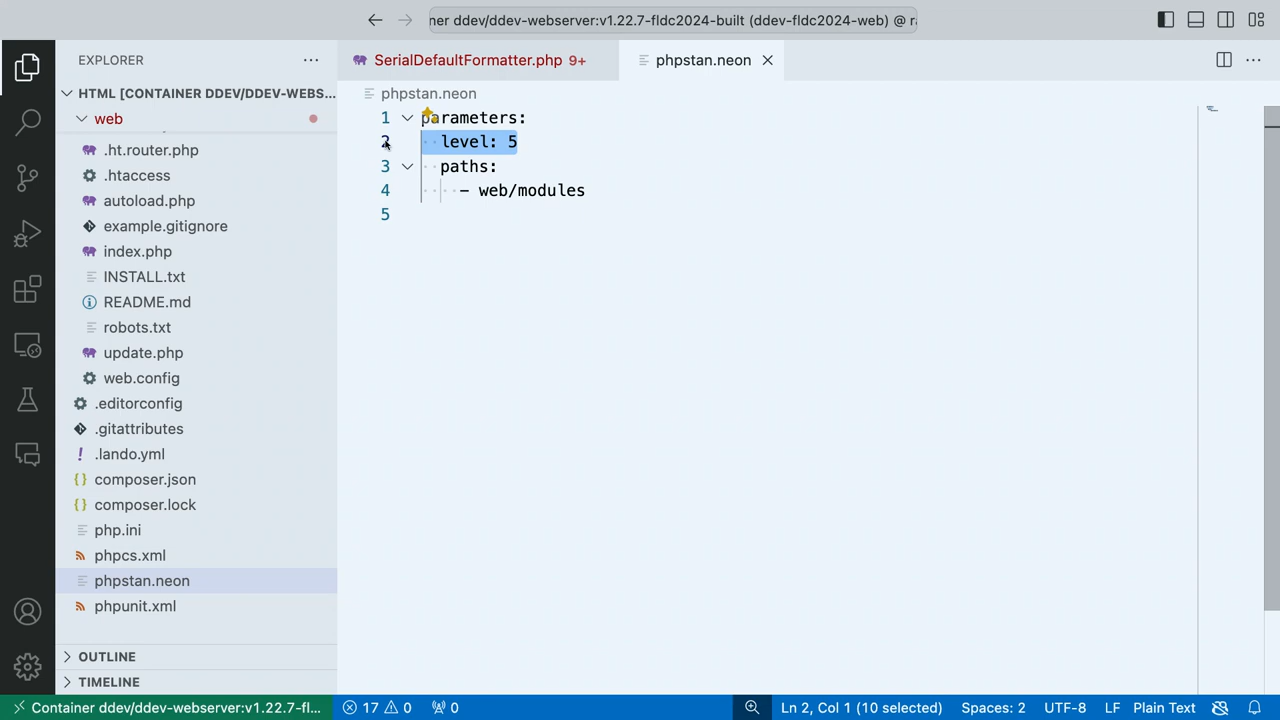 ner ddev/ddev-webserver:v1.22.7-fldc2024-built (ddev-fldc2024-web) @ r
EXPLORER
HTML [CONTAINER DDEV/DDEV-WEBS...
web
.ht.router.php
.htaccess
autoload.php
example.gitignore
index.php
INSTALL.txt
README.md
robots.txt
update.php
web.config
.editorconfig
.gitattributes
.lando.yml
composer.json
composer.lock
php.ini
phpcs.xml
phpstan.neon
phpunit.xml
OUTLINE
TIMELINE
SerialDefaultFormatter.php 9+
phpstan.neon
phpstan.neon
1 parameters:
2 level: 5
3 paths:
4 - web/modules
5
Container ddev/ddev-webserver:v1.22.7-fl...
17 0
0
Ln 2, Col 1 (10 selected)
Spaces: 2
UTF-8
LF
Plain Text